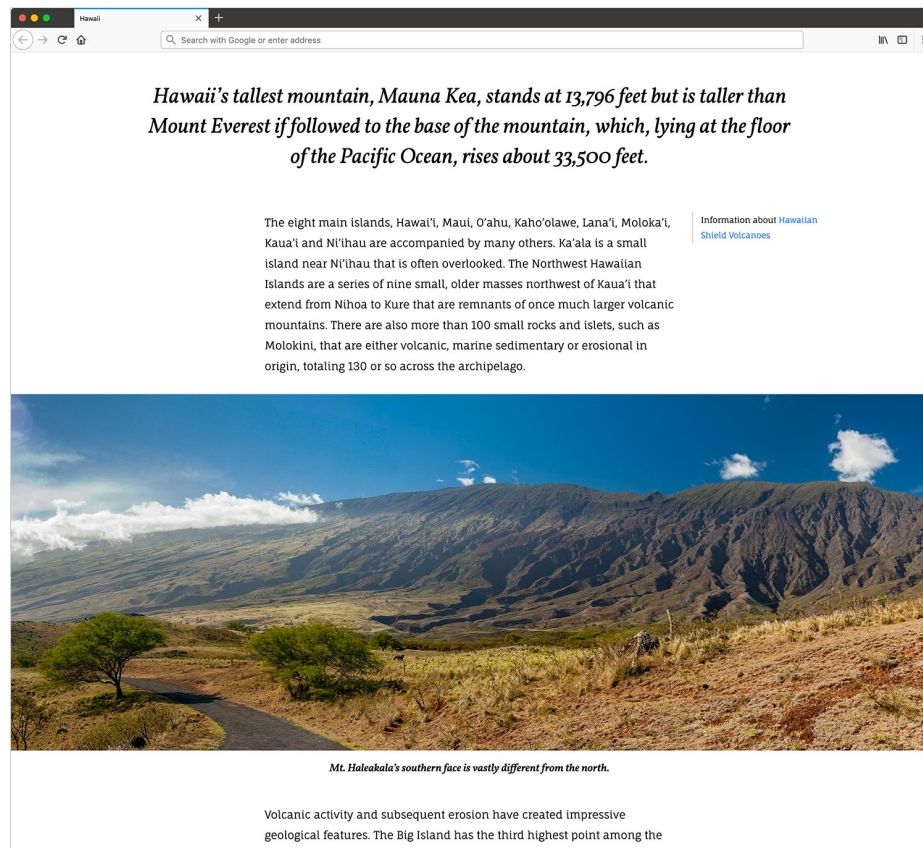 Hawaii
Search with Google or enter address
Hawaii’s tallest mountain, Mauna Kea, stands at 13,796 feet but is taller than
Mount Everest if followed to the base of the mountain, which, lying at the floor
of the Pacific Ocean, rises about 33,500 feet.
The eight main islands, Hawai’i, Maui, O’ahu, Kaho’olawe, Lana’i, Moloka’i,
Kaua’i and Ni’ihau are accompanied by many others. Ka’ala is a small
island near Ni’ihau that is often overlooked. The Northwest Hawaiian
Islands are a series of nine small, older masses northwest of Kaua’i that
extend from Nihoa to Kure that are remnants of once much larger volcanic
mountains. There are also more than 100 small rocks and islets, such as
Molokini, that are either volcanic, marine sedimentary or erosional in
origin, totaling 130 or so across the archipelago.
Information about Hawaiian
Shield Volcanoes
Mt. Haleakala’s southern face is vastly different from the north.
Volcanic activity and subsequent erosion have created impressive
geological features. The Big Island has the third highest point among the